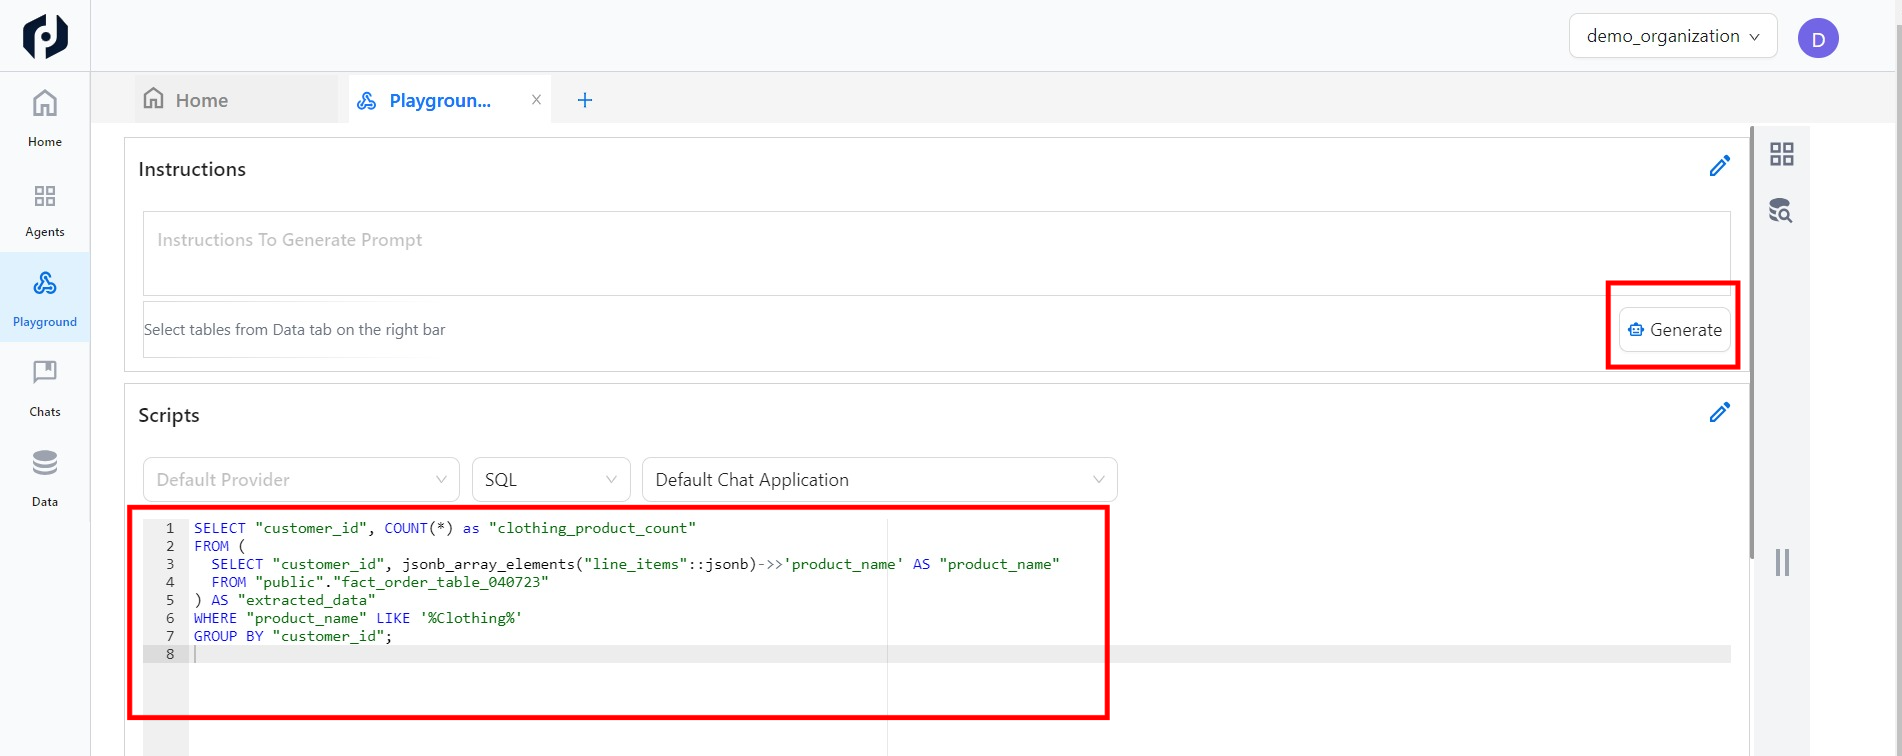 demo_organization
D
Home
Playgroun...
Home
Agents
Playground
Chats
Data
Instructions
Instructions To Generate Prompt
Select tables from Data tab on the right bar
Generate
Scripts
Default Provider
SQL
Default Chat Application
1 SELECT "customer_id", COUNT(*) as "clothing_product_count"
2 FROM (
3   SELECT "customer_id", jsonb_array_elements("line_items"::jsonb)->>'product_name' AS "product_name"
4   FROM "public"."fact_order_table_040723"
5 ) AS "extracted_data"
6 WHERE "product_name" LIKE '%Clothing%'
7 GROUP BY "customer_id";
8